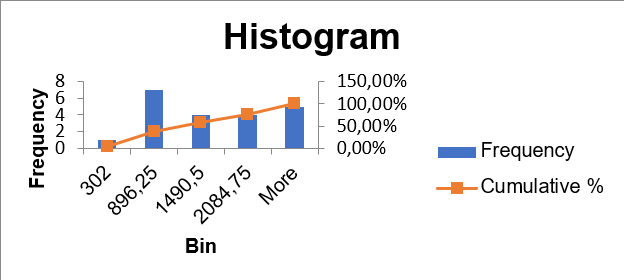 Histogram
Frequency
8
6
4
2
0
150,00%
100,00%
50,00%
0,00%
302
896,25
1490,5
2084,75
More
Bin
Frequency
Cumulative %